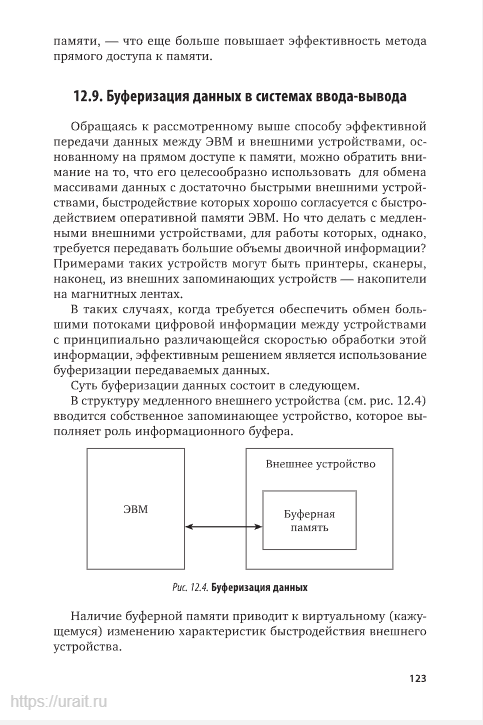 памяти, — что еще больше повышает эффективность метода
прямого доступа к памяти.
12.9. Буферизация данных в системах ввода-вывода
Обращаясь к рассмотренному выше способу эффективной
передачи данных между ЭВМ и внешними устройствами, ос-
нованному на прямом доступе к памяти, можно обратить вни-
мание на то, что его целесообразно использовать для обмена
массивами данных с достаточно быстрыми внешними устрой-
ствами, быстродействие которых хорошо согласуется с быстро-
действием оперативной памяти ЭВМ. Но что делать с медлен-
ными внешними устройствами, для работы которых, однако,
требуется передавать большие объемы двоичной информации?
Примерами таких устройств могут быть принтеры, сканеры,
наконец, из внешних запоминающих устройств — накопители
на магнитных лентах.
В таких случаях, когда требуется обеспечить обмен боль-
шими потоками цифровой информации между устройствами
с принципиально различающейся скоростью обработки этой
информации, эффективным решением является использование
буферизации передаваемых данных.
Суть буферизации данных состоит в следующем.
В структуру медленного внешнего устройства (см. рис. 12.4)
вводится собственное запоминающее устройство, которое вы-
полняет роль информационного буфера.
ЭВМ
Внешнее устройство
Буферная
память
Рис. 12.4. Буферизация данных
Наличие буферной памяти приводит к виртуальному (кажу-
щемуся) изменению характеристик быстродействия внешнего
устройства.
123
https://urait.ru